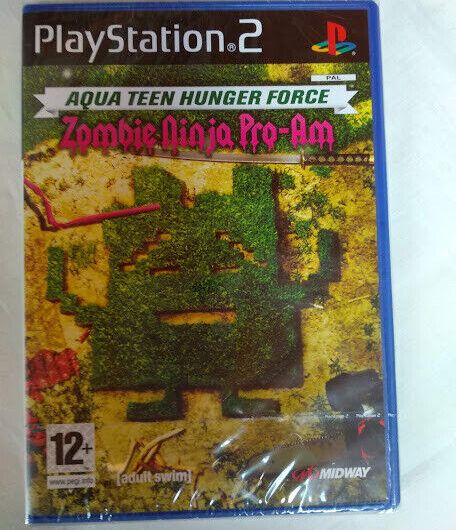 PlayStation®2
PAL
AQUA TEEN HUNGER FORCE
Zombie Ninja Pro-Am
12+
www.pegi.info
[adult swim]
MIDWAY